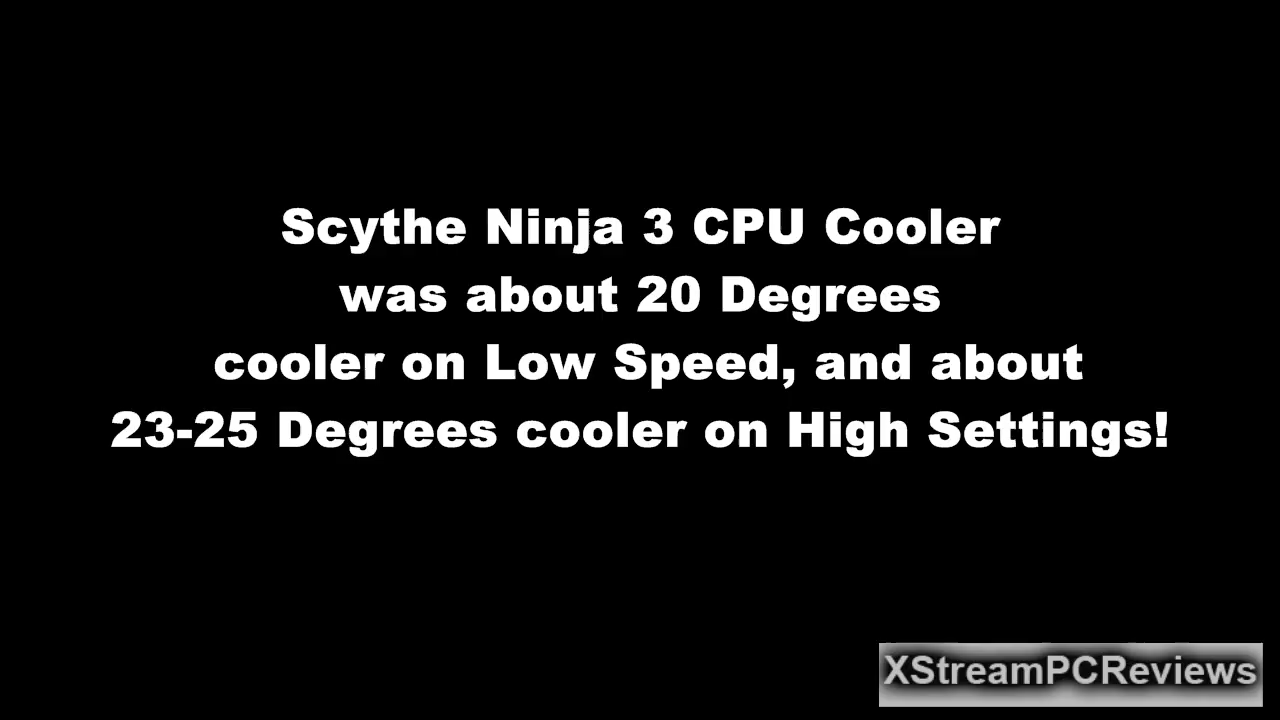 Scythe Ninja 3 CPU Cooler
was about 20 Degrees
cooler on Low Speed, and about
23-25 Degrees cooler on High Settings!
XStreamPCReviews